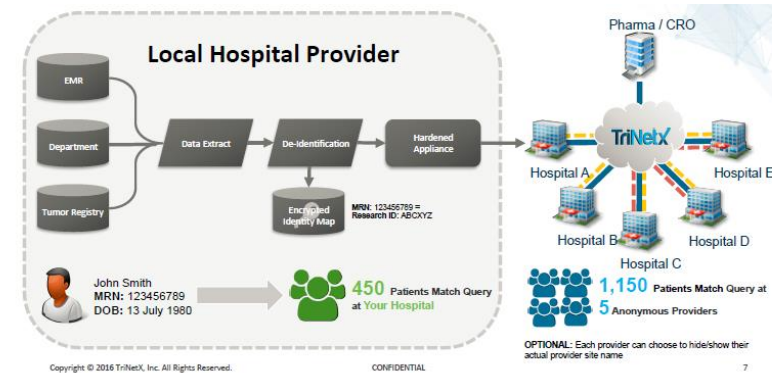 Local Hospital Provider
EMR
Department
Tumor Registry
Data Extract
De-Identification
Hardened
Appliance
Encrypted
Identity Map
MRN: 123456789 =
Research ID: ABCXYZ
John Smith
MRN: 123456789
DOB: 13 July 1980
450 Patients Match Query
at Your Hospital
Pharma / CRO
TriNetX
Hospital A
Hospital E
Hospital B
Hospital D
Hospital C
1,150 Patients Match Query at
5 Anonymous Providers
OPTIONAL: Each provider can choose to hide/show their
actual provider site name
Copyright © 2016 TriNetX, Inc. All Rights Reserved.
CONFIDENTIAL
7